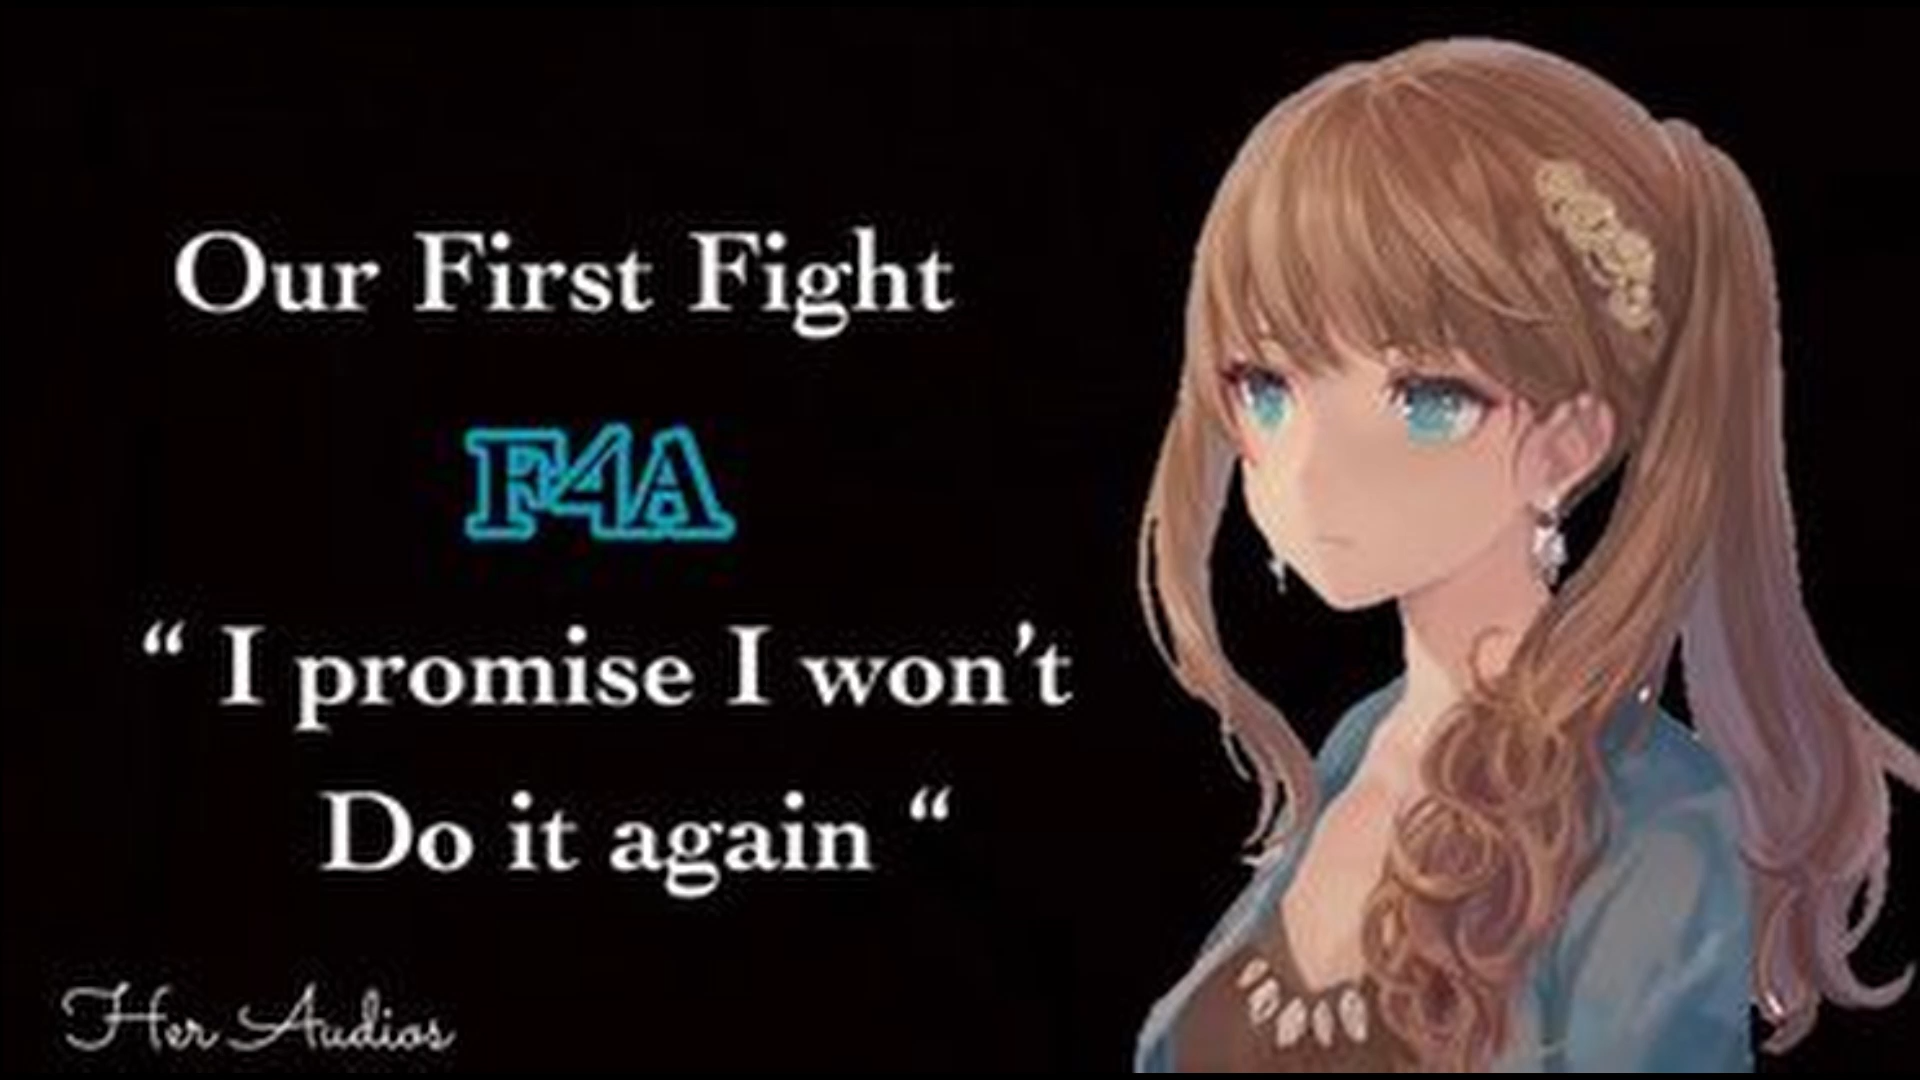 Our First Fight
F4A
“ I promise I won’t
Do it again “
Her Audios